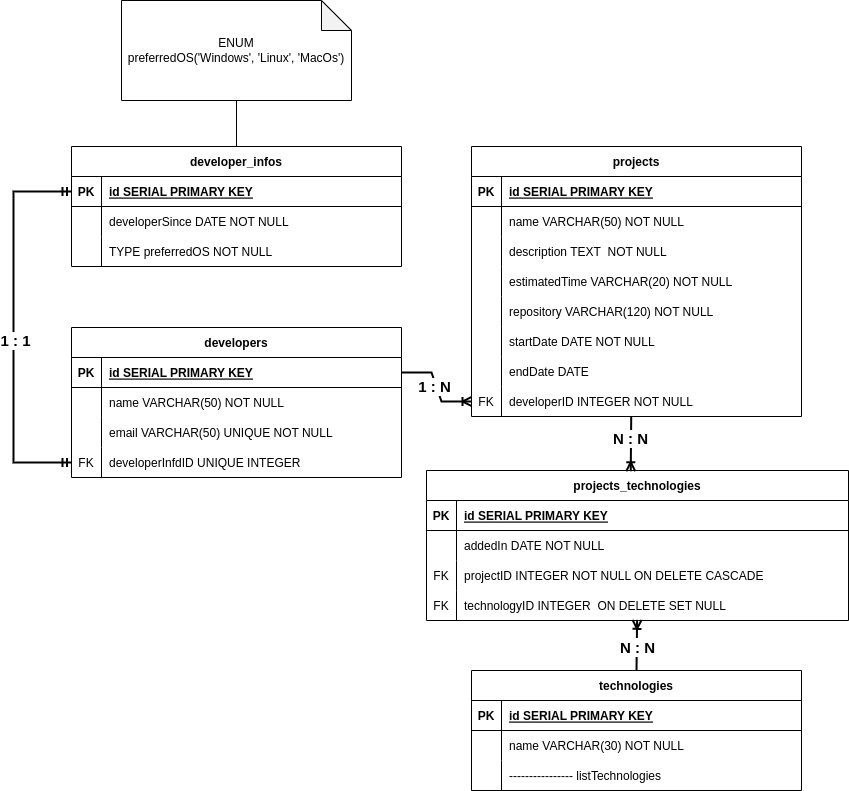 ENUM
preferredOS('Windows', 'Linux', 'MacOs')
developer_infos
PK id SERIAL PRIMARY KEY
developerSince DATE NOT NULL
TYPE preferredOS NOT NULL
projects
PK id SERIAL PRIMARY KEY
name VARCHAR(50) NOT NULL
description TEXT  NOT NULL
estimatedTime VARCHAR(20) NOT NULL
repository VARCHAR(120) NOT NULL
startDate DATE NOT NULL
endDate DATE
FK developerID INTEGER NOT NULL
1 : 1
developers
PK id SERIAL PRIMARY KEY
name VARCHAR(50) NOT NULL
email VARCHAR(50) UNIQUE NOT NULL
FK developerInfdID UNIQUE INTEGER
1 : N
N : N
projects_technologies
PK id SERIAL PRIMARY KEY
addedIn DATE NOT NULL
FK projectID INTEGER NOT NULL ON DELETE CASCADE
FK technologyID INTEGER  ON DELETE SET NULL
N : N
technologies
PK id SERIAL PRIMARY KEY
name VARCHAR(30) NOT NULL
---------------- listTechnologies